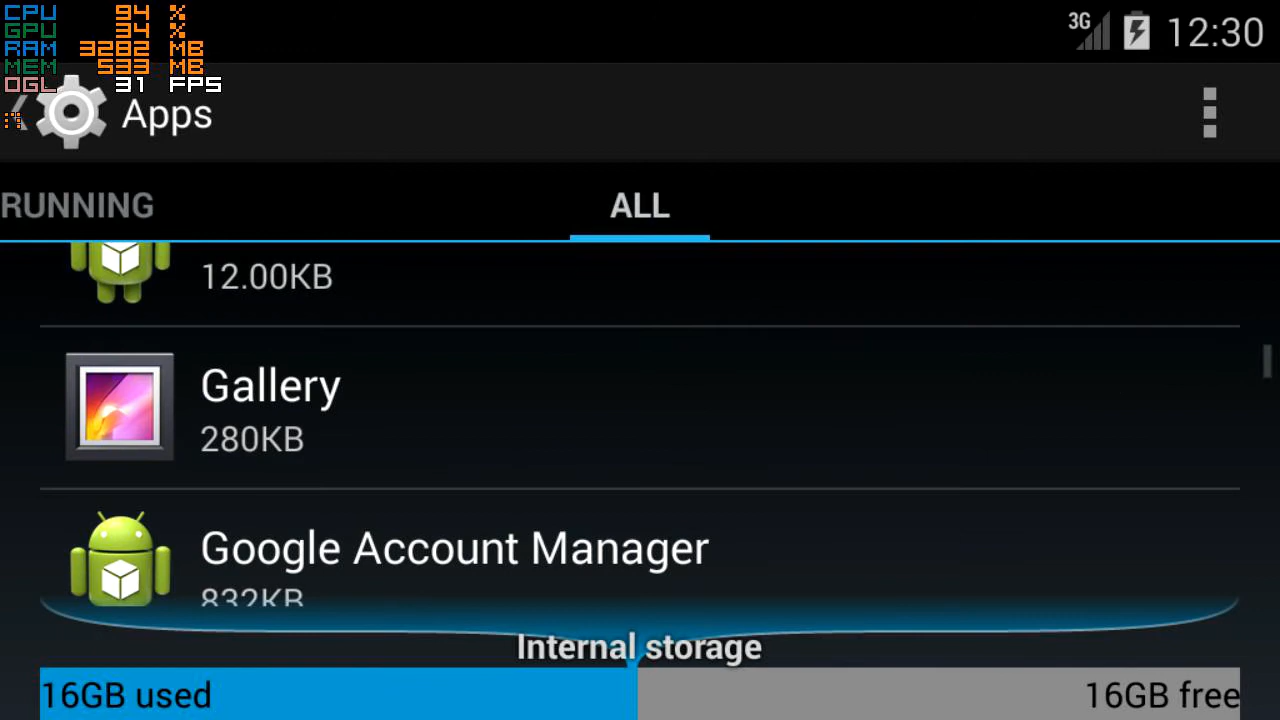 CPU 94 %
GPU 34 %
RAM 3282 MB
MEM 533 MB
OGL 31 FPS
3G 12:30
Apps
RUNNING ALL
12.00KB
Gallery
280KB
Google Account Manager
832KB
Internal storage
16GB used 16GB free